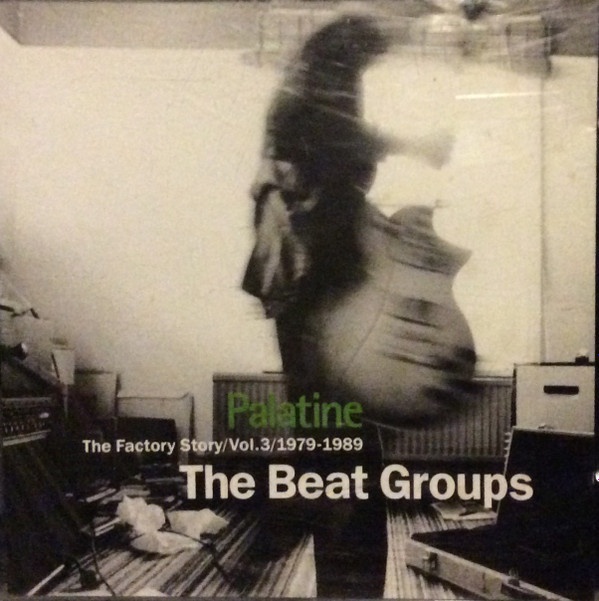 Palatine
The Factory Story/Vol.3/1979-1989
The Beat Groups